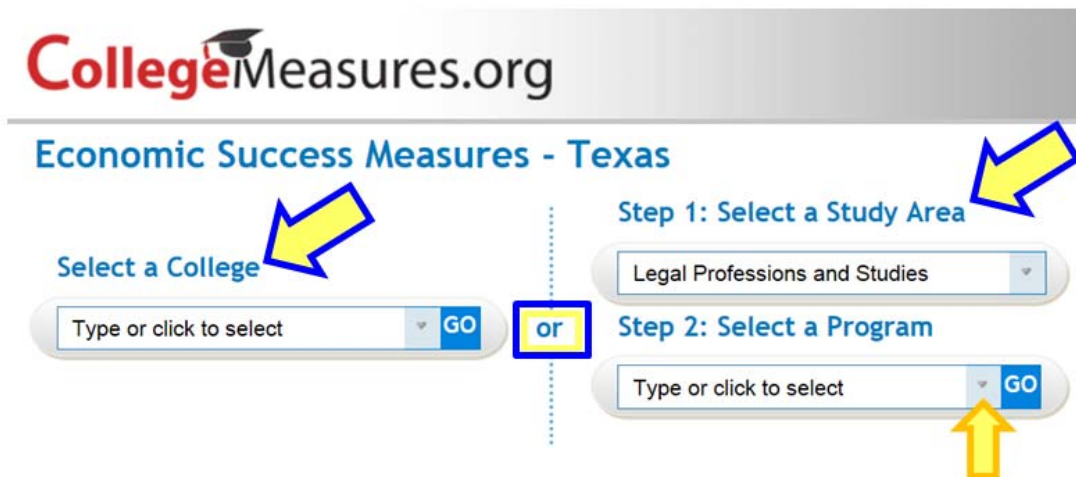 CollegeMeasures.org
Economic Success Measures - Texas
Select a College
Type or click to select GO
or
Step 1: Select a Study Area
Legal Professions and Studies
Step 2: Select a Program
Type or click to select GO